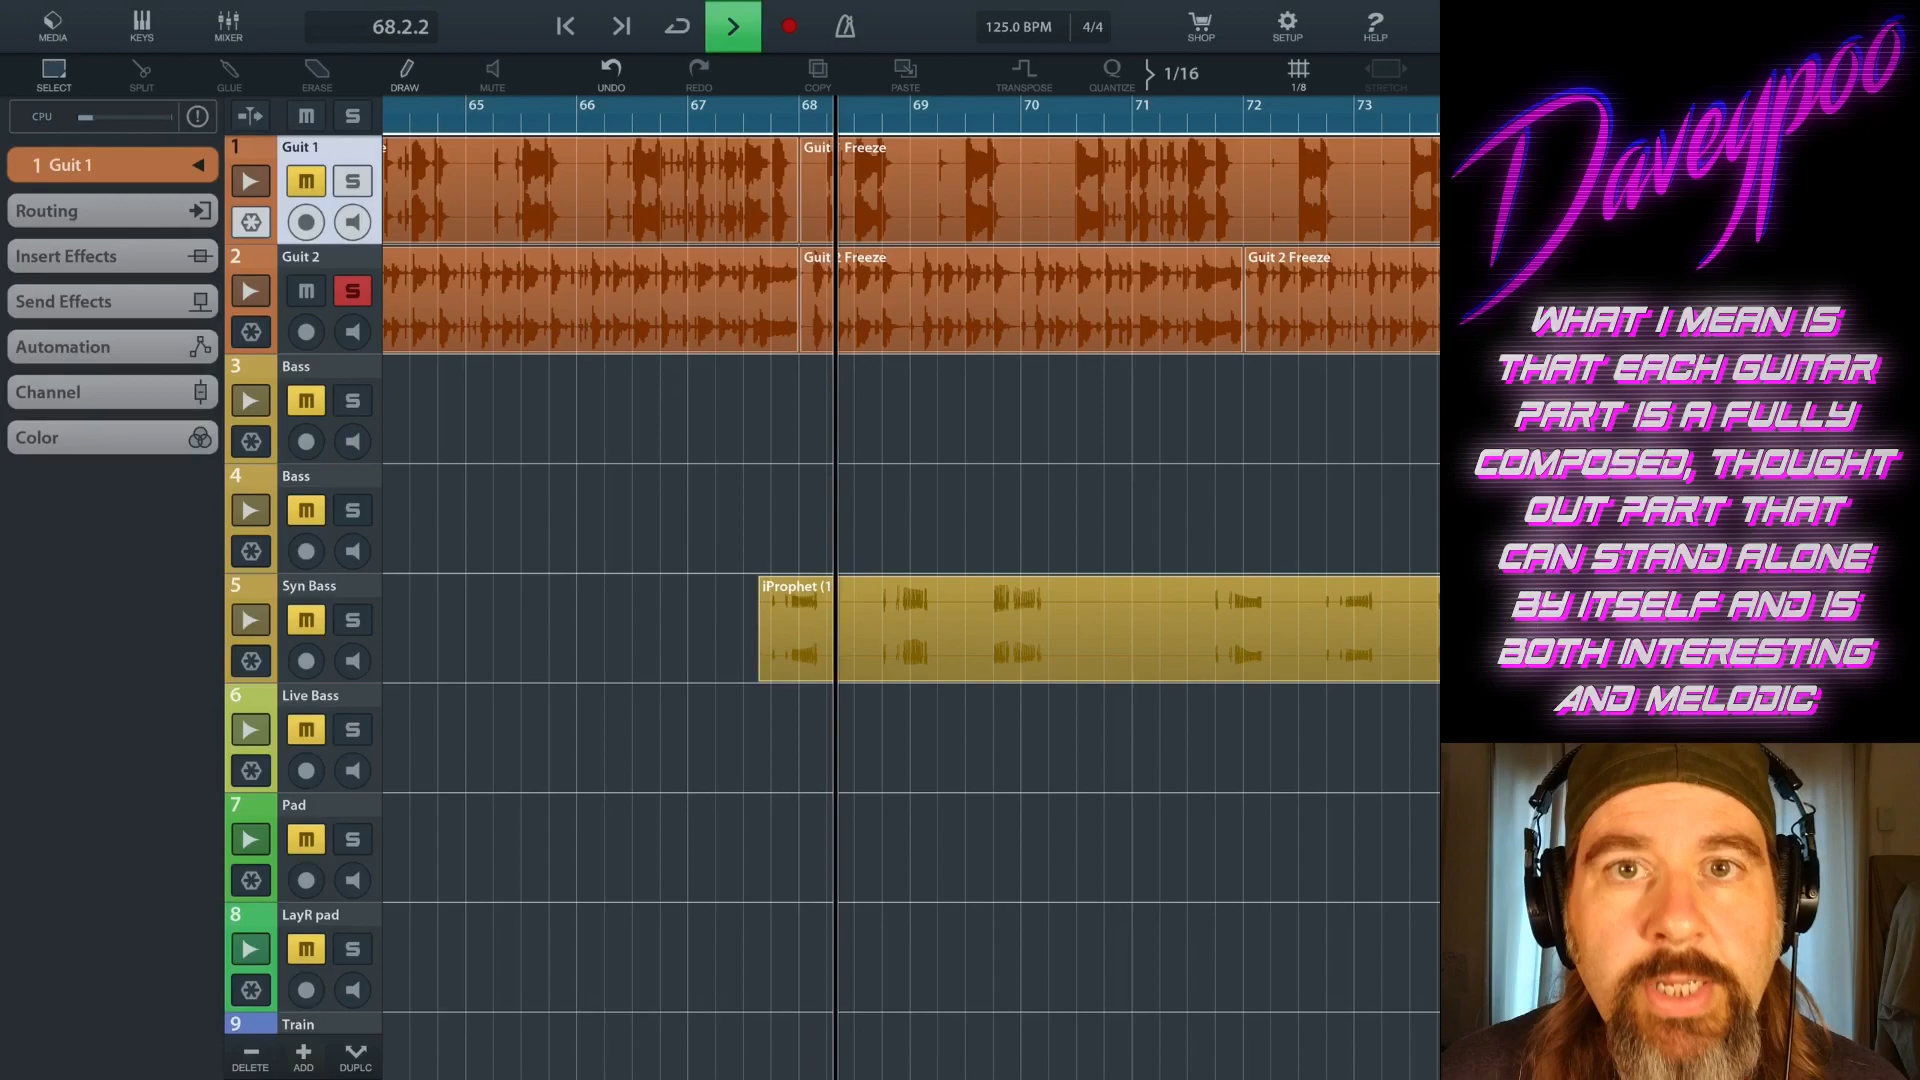 MEDIA
KEYS
MIXER
68.2.2
125.0 BPM
4/4
SHOP
SETUP
HELP
SELECT
SPLIT
GLUE
ERASE
DRAW
MUTE
UNDO
REDO
COPY
PASTE
TRANSPOSE
QUANTIZE
1/16
1/8
STRETCH
CPU
M
S
65
66
67
68
69
70
71
72
73
1 Guit 1
Routing
Insert Effects
Send Effects
Automation
Channel
Color
1
Guit 1
M
S
e
Guit
Freeze
2
Guit 2
M
S
Guit 2 Freeze
Guit 2 Freeze
3
Bass
M
S
4
Bass
M
S
5
Syn Bass
M
S
iProphet (1
6
Live Bass
M
S
7
Pad
M
S
8
LayR pad
M
S
9
Train
DELETE
ADD
DUPLC
Daveypoo
WHAT I MEAN IS
THAT EACH GUITAR
PART IS A FULLY
COMPOSED, THOUGHT
OUT PART THAT
CAN STAND ALONE
BY ITSELF AND IS
BOTH INTERESTING
AND MELODIC